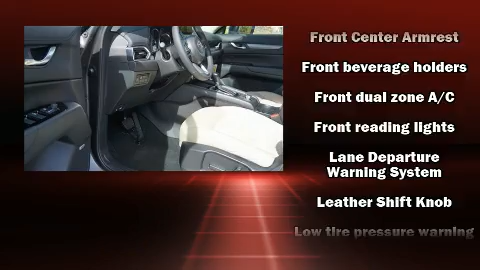 Front Center Armrest
Front beverage holders
Front dual zone A/C
Front reading lights
Lane Departure
Warning System
Leather Shift Knob
Low tire pressure warning